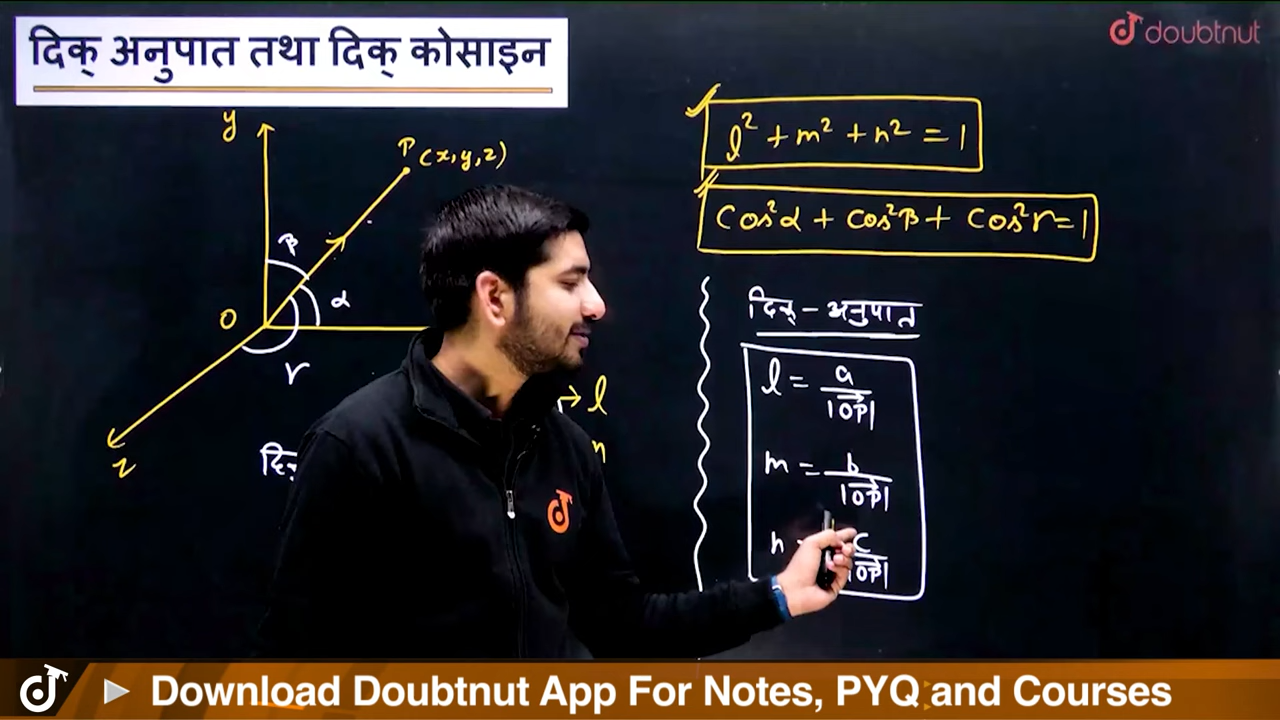 दिक् अनुपात तथा दिक् कोसाइन
doubtnut
y
P (x, y, z)
β
α
O
γ
z
→ l
l² + m² + n² = 1
cos²α + cos²β + cos²γ = 1
दिक् - अनुपात
l = a / |OP|
m = b / |OP|
n = c / |OP|
Download Doubtnut App For Notes, PYQ and Courses